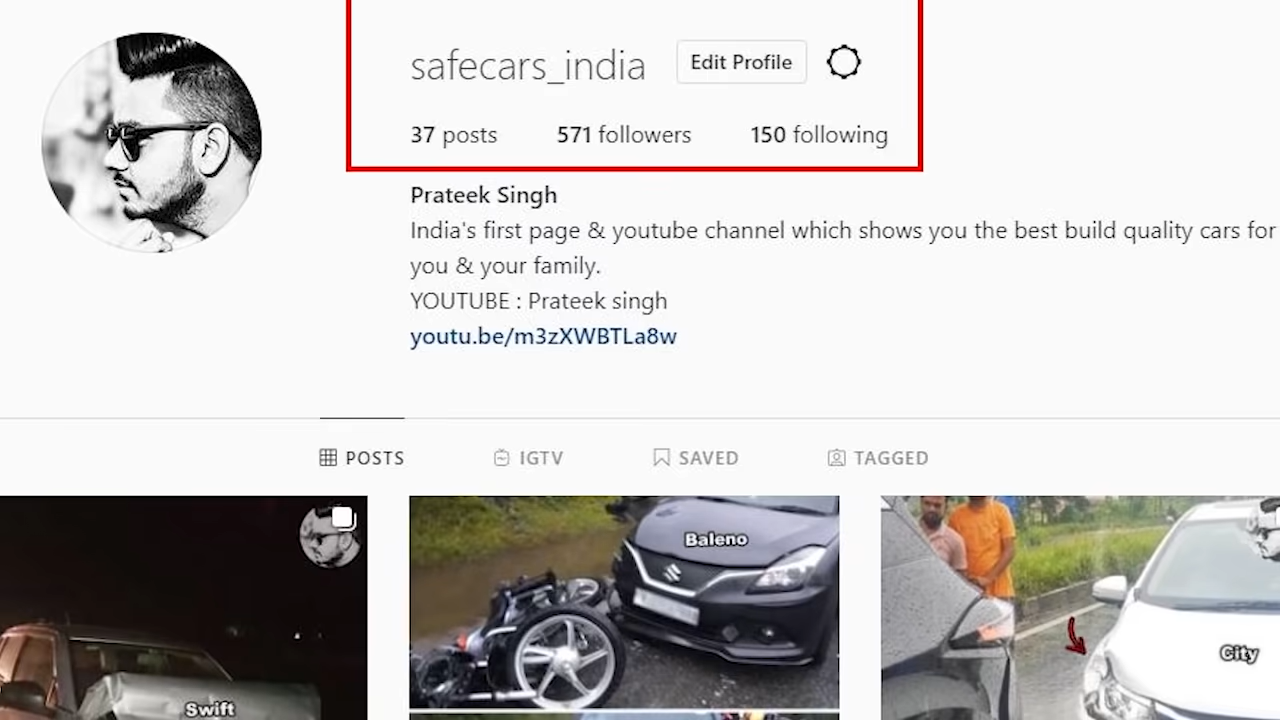 safecars_india Edit Profile
37 posts 571 followers 150 following
Prateek Singh
India's first page & youtube channel which shows you the best build quality cars for
you & your family.
YOUTUBE : Prateek singh
youtu.be/m3zXWBTLa8w
POSTS IGTV SAVED TAGGED
Baleno
City
Swift